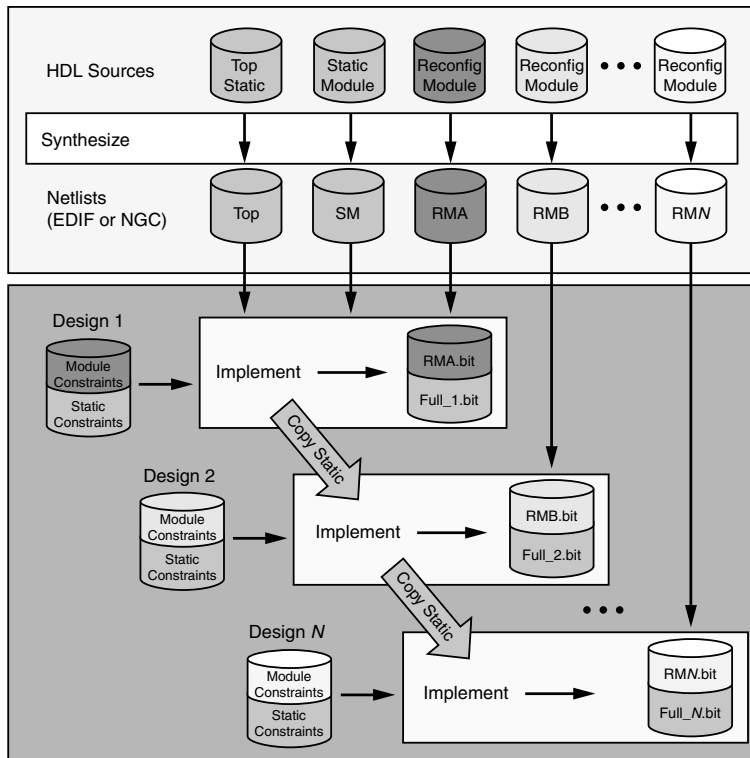 HDL Sources
Top
Static
Static
Module
Reconfig
Module
Reconfig
Module
Reconfig
Module
Synthesize
Netlists
(EDIF or NGC)
Top
SM
RMA
RMB
RMN
Design 1
Module
Constraints
Static
Constraints
Implement
RMA.bit
Full_1.bit
Copy Static
Design 2
Module
Constraints
Static
Constraints
Implement
RMB.bit
Full_2.bit
Copy Static
Design N
Module
Constraints
Static
Constraints
Implement
RMN.bit
Full_N.bit